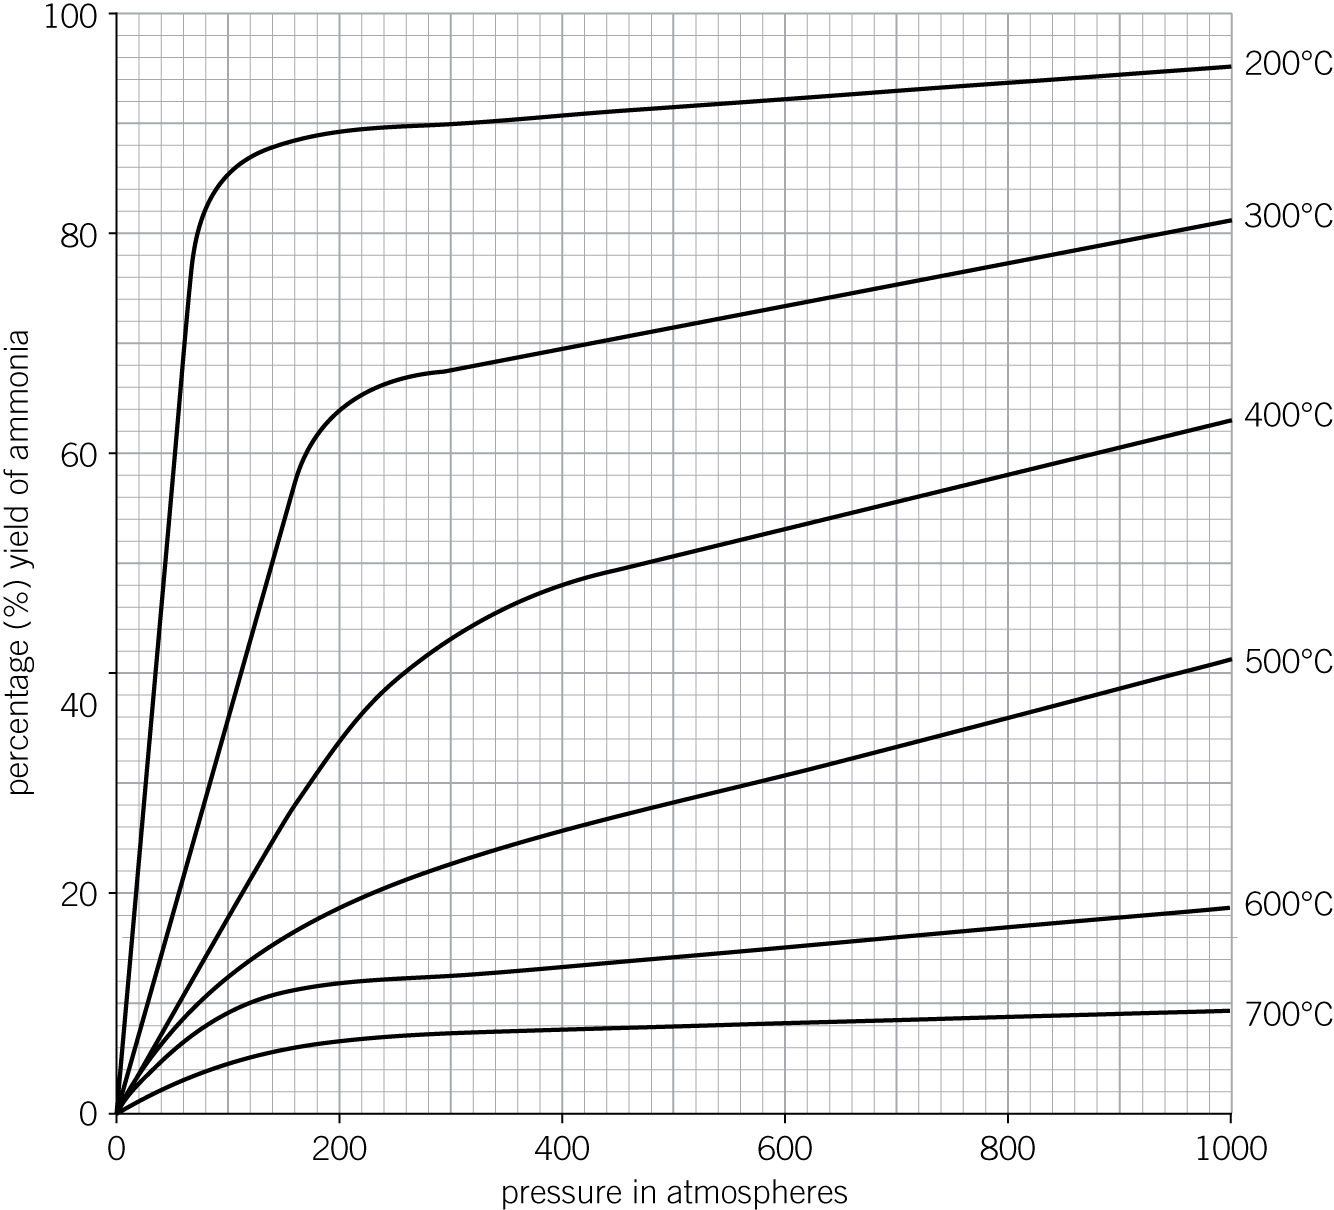 percentage (%) yield of ammonia
100
80
60
40
20
0
200°C
300°C
400°C
500°C
600°C
700°C
0 200 400 600 800 1000
pressure in atmospheres